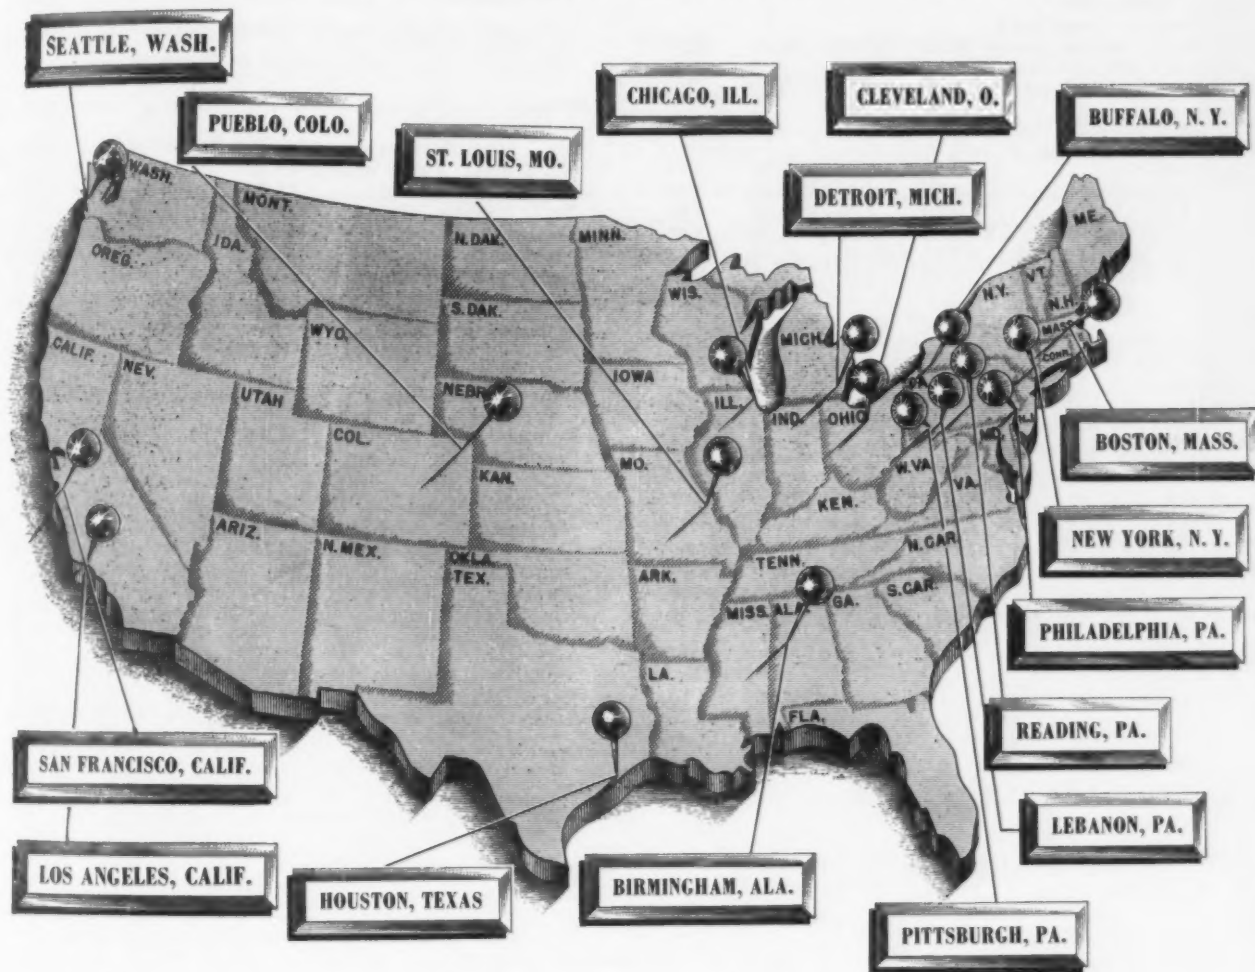 SEATTLE, WASH.
CHICAGO, ILL.
CLEVELAND, O.
BUFFALO, N. Y.
PUEBLO, COLO.
ST. LOUIS, MO.
DETROIT, MICH.
WASH.
MONT.
ME.
IDA.
N. DAK.
MINN.
OREG.
VT.
N.Y.
N.H.
WIS.
S. DAK.
WYO.
MICH.
MASS.
CALIF.
NEV.
CONN.
IOWA
NEBR.
UTAH
ILL.
IND.
OHIO
PA.
N.J.
BOSTON, MASS.
COL.
MD.
MO.
KAN.
W.VA.
VA.
KEN.
ARIZ.
N. MEX.
N. CAR.
NEW YORK, N. Y.
OKLA.
TENN.
TEX.
ARK.
S. CAR.
MISS.
ALA.
GA.
PHILADELPHIA, PA.
LA.
FLA.
READING, PA.
SAN FRANCISCO, CALIF.
LEBANON, PA.
LOS ANGELES, CALIF.
HOUSTON, TEXAS
BIRMINGHAM, ALA.
PITTSBURGH, PA.